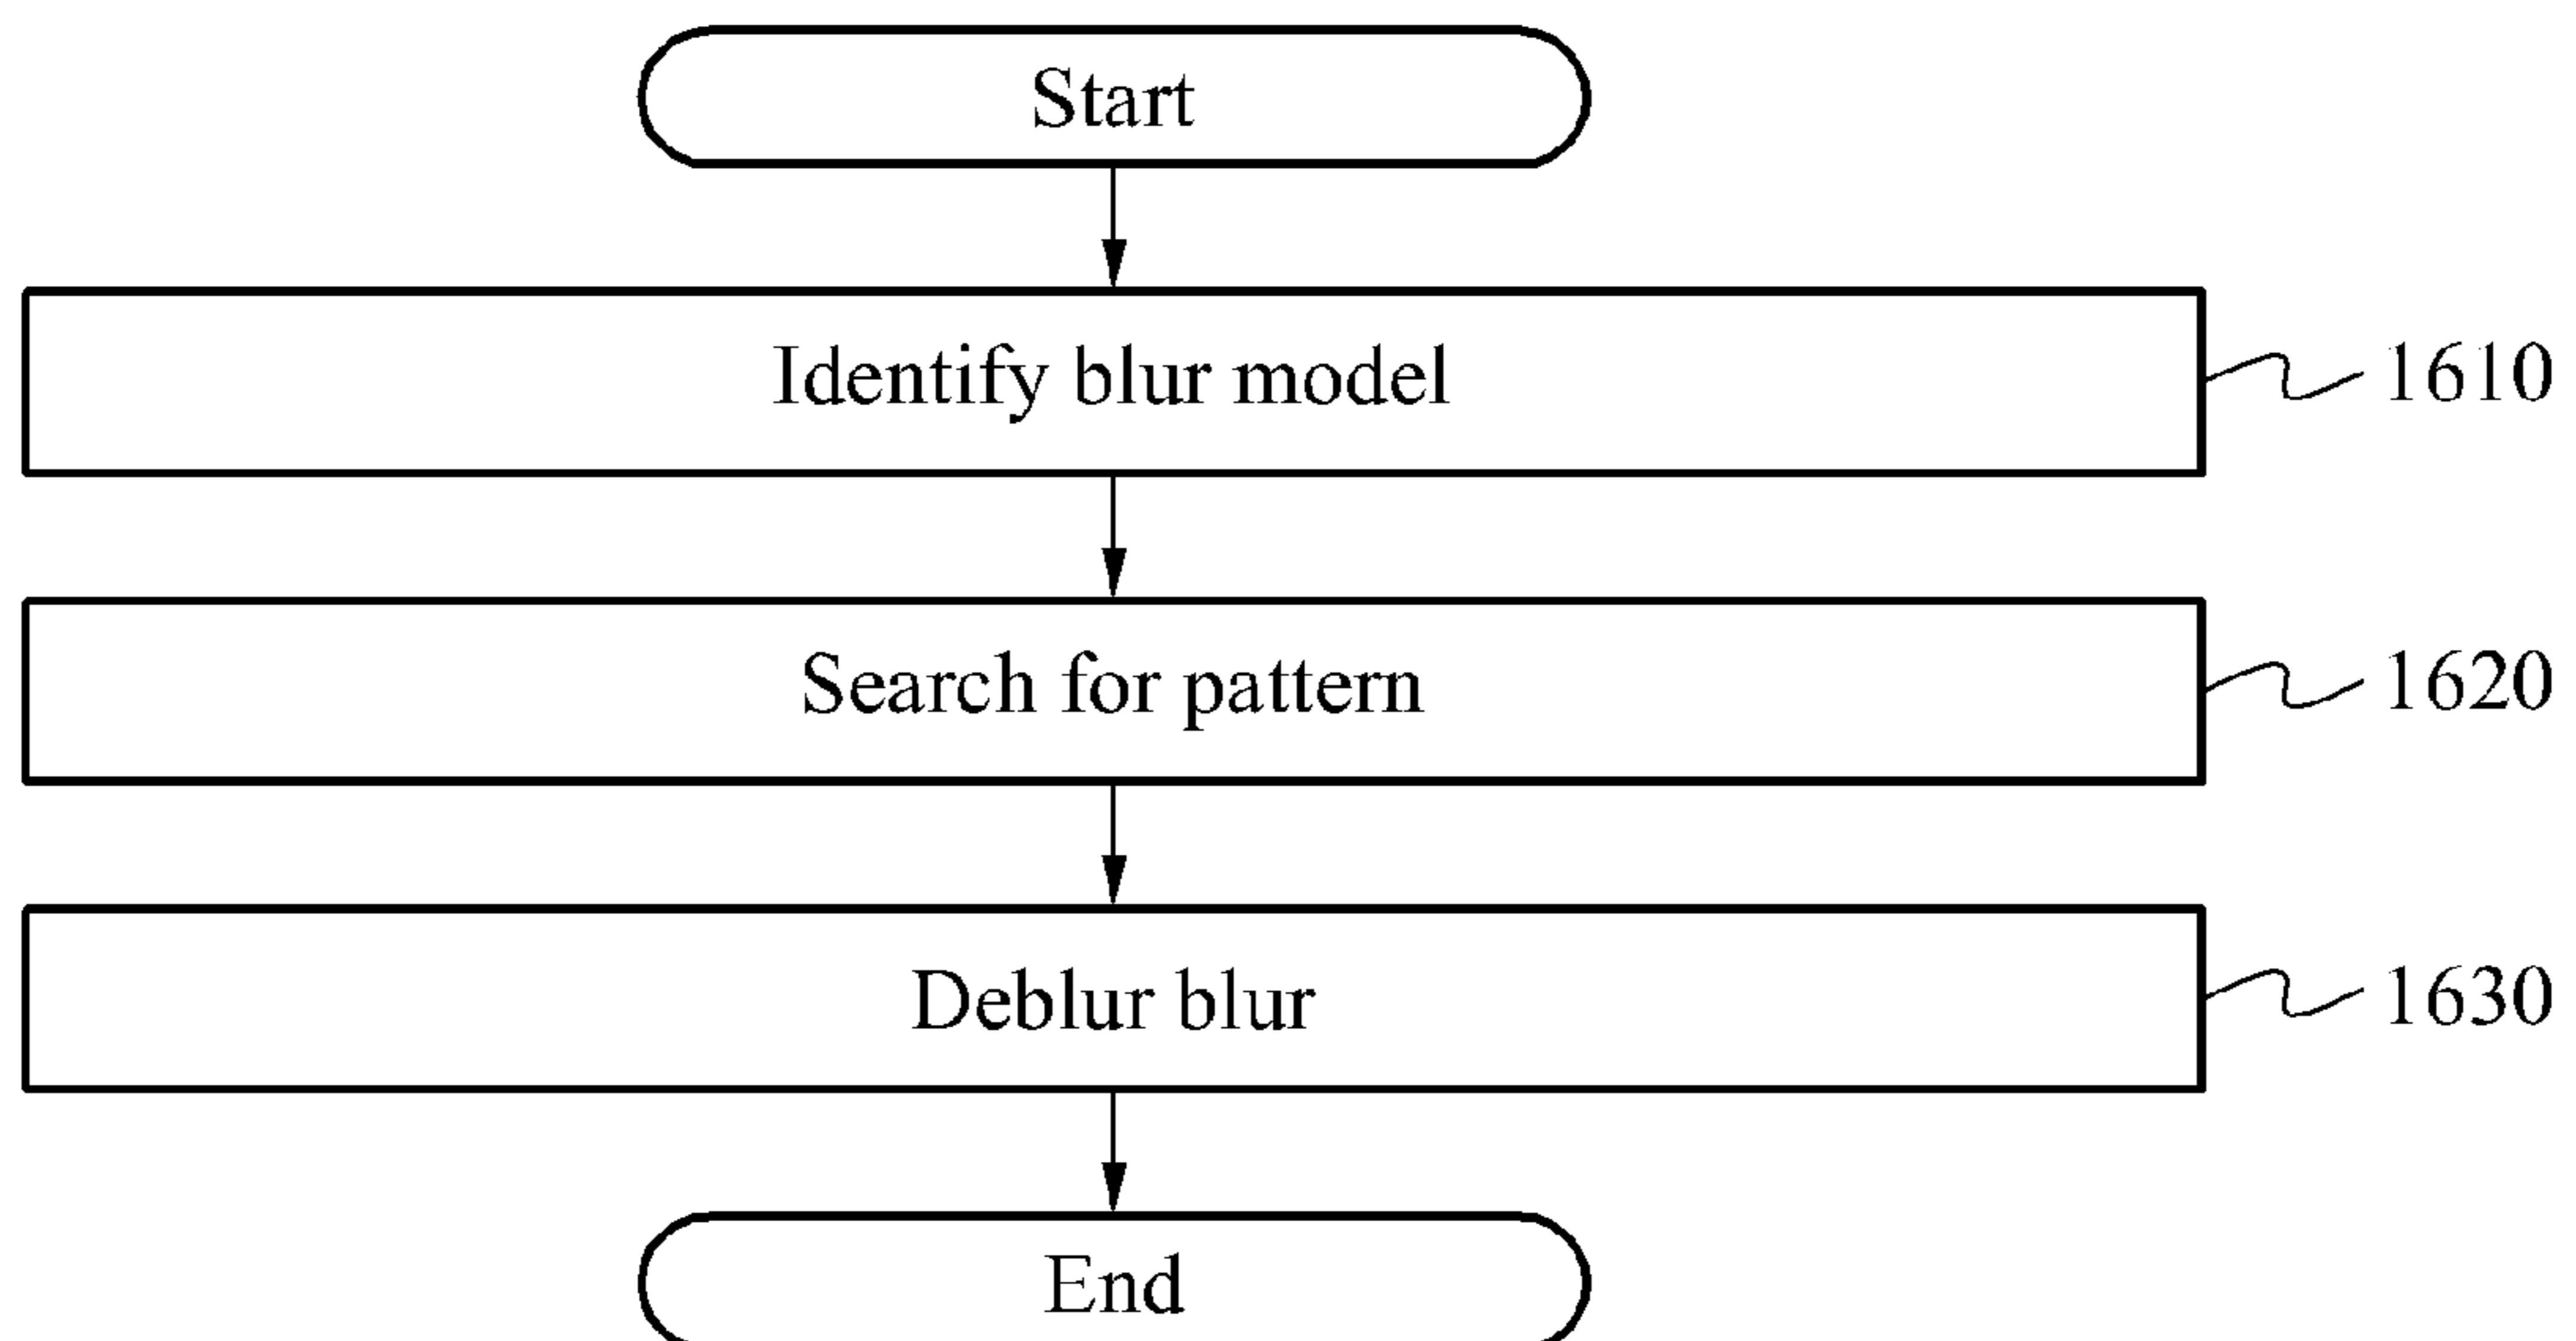 Start
Identify blur model
1610
Search for pattern
1620
Deblur blur
1630
End